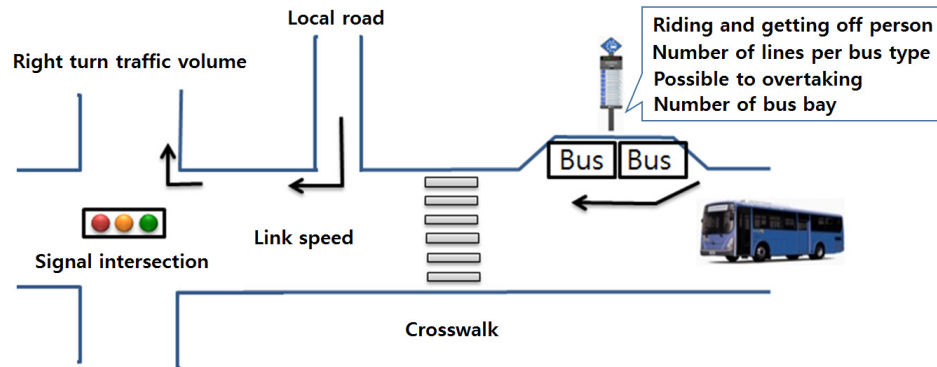 Local road
Right turn traffic volume
Riding and getting off person
Number of lines per bus type
Possible to overtaking
Number of bus bay
Bus
Bus
Link speed
Signal intersection
Crosswalk